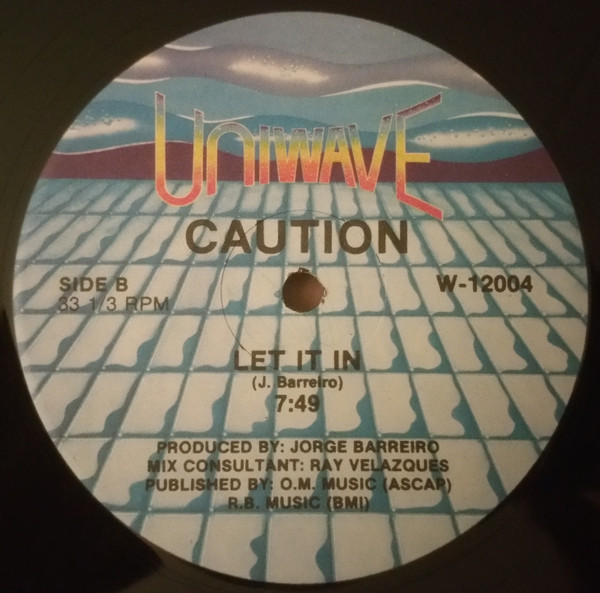 UNIWAVE
CAUTION
SIDE B
33 1/3 RPM
W-12004
LET IT IN
(J. Barreiro)
7:49
PRODUCED BY: JORGE BARREIRO
MIX CONSULTANT: RAY VELAZQUES
PUBLISHED BY: O.M. MUSIC (ASCAP)
R.B. MUSIC (BMI)